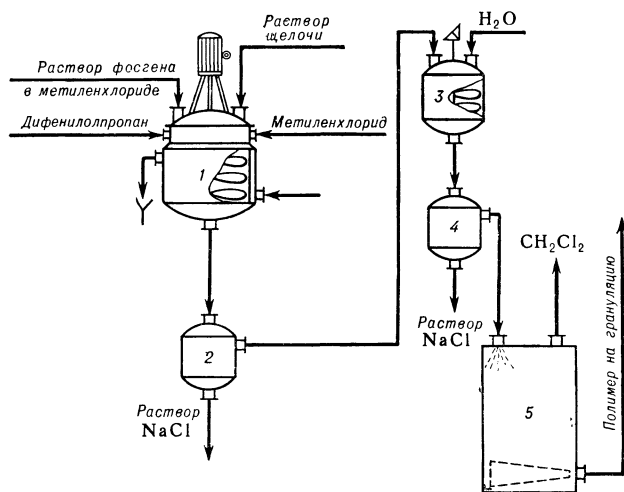 Раствор
щелочи
H₂O
Раствор фосгена
в метиленхлориде
Дифенилолпропан
Метиленхлорид
1
3
4
2
Раствор
NaCl
CH₂Cl₂
Раствор
NaCl
5
Полимер на грануляцию